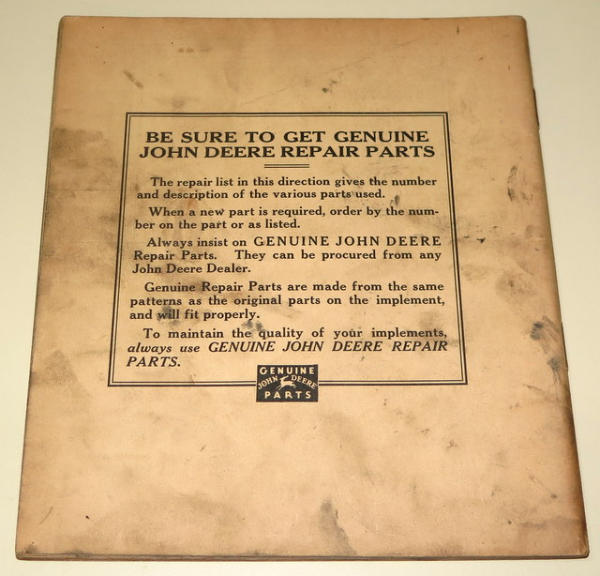 BE SURE TO GET GENUINE
JOHN DEERE REPAIR PARTS
The repair list in this direction gives the number
and description of the various parts used.
When a new part is required, order by the num-
ber on the part or as listed.
Always insist on GENUINE JOHN DEERE
Repair Parts. They can be procured from any
John Deere Dealer.
Genuine Repair Parts are made from the same
patterns as the original parts on the implement,
and will fit properly.
To maintain the quality of your implements,
always use GENUINE JOHN DEERE REPAIR
PARTS.
GENUINE
JOHN DEERE
PARTS